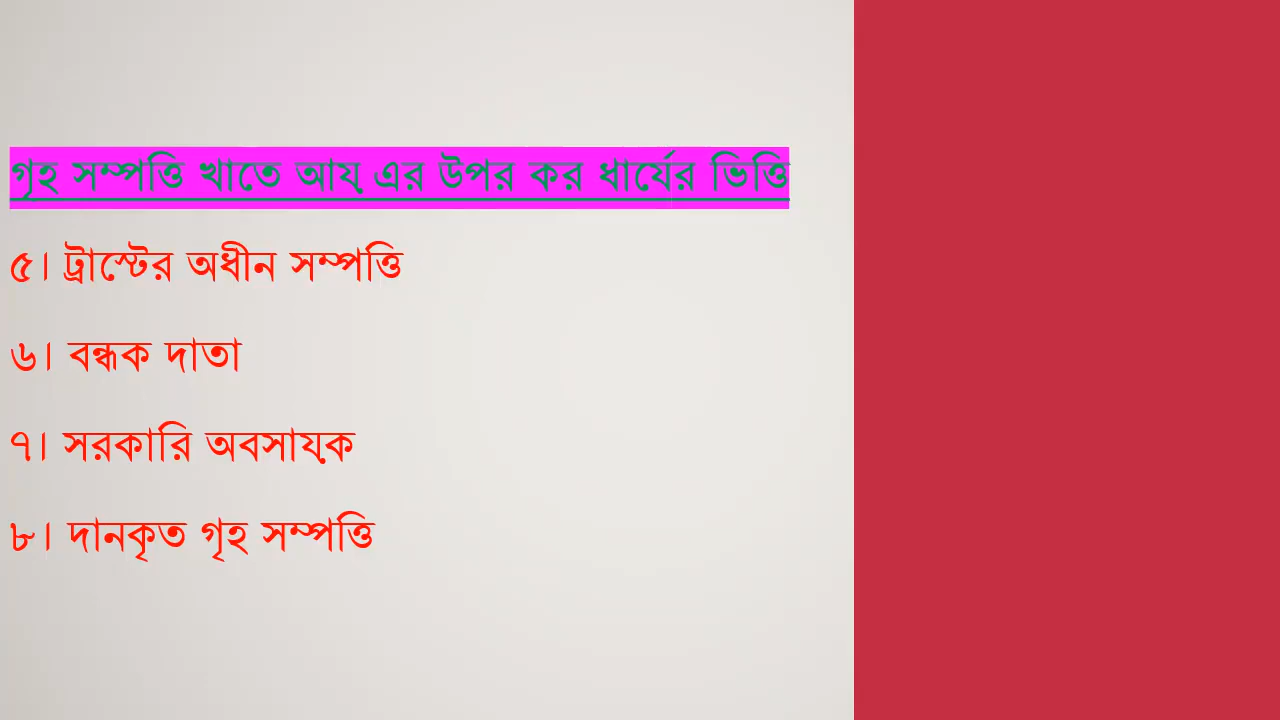 গৃহ সম্পত্তি খাতে আয় এর উপর কর ধার্যের ভিত্তি
৫। ট্রাস্টের অধীন সম্পত্তি
৬। বন্ধক দাতা
৭। সরকারি অবসায়ক
৮। দানকৃত গৃহ সম্পত্তি